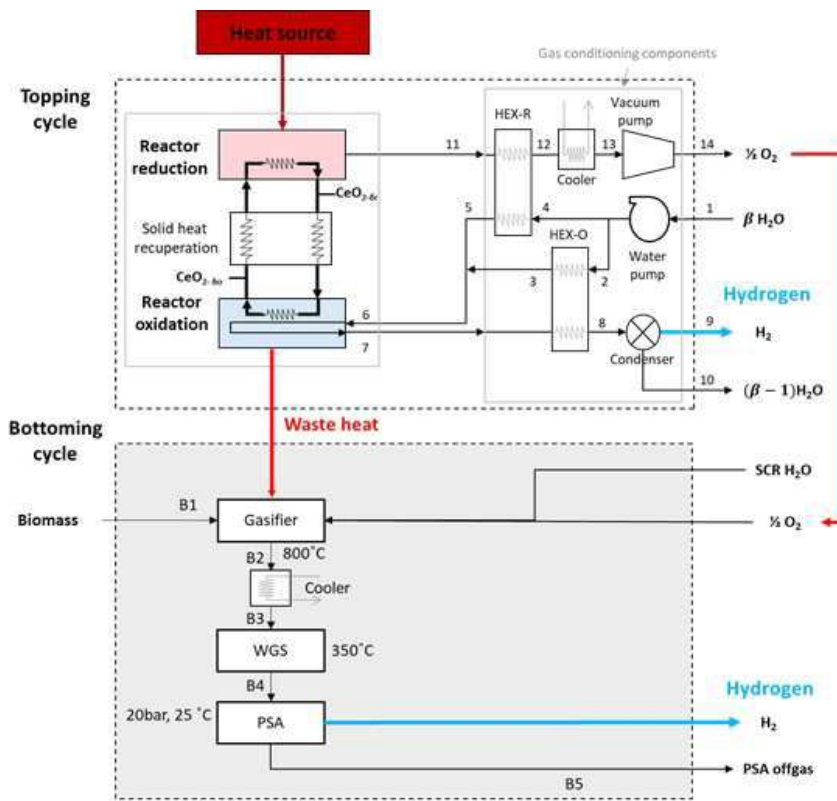 Heat source
Gas conditioning components
Topping
cycle
HEX-R
Vacuum
pump
Reactor
reduction
11
12
13
14
½ O₂
Cooler
CeO₂₋δᵣ
5
4
1
β H₂O
Solid heat
recuperation
HEX-O
Water
pump
CeO₂₋δₒ
3
2
Reactor
oxidation
6
7
8
9
Hydrogen
H₂
Condenser
10
(β − 1)H₂O
Waste heat
Bottoming
cycle
SCR H₂O
B1
Biomass
Gasifier
½ O₂
B2
800˚C
Cooler
B3
WGS
350˚C
B4
Hydrogen
20bar, 25 ˚C
PSA
H₂
PSA offgas
B5